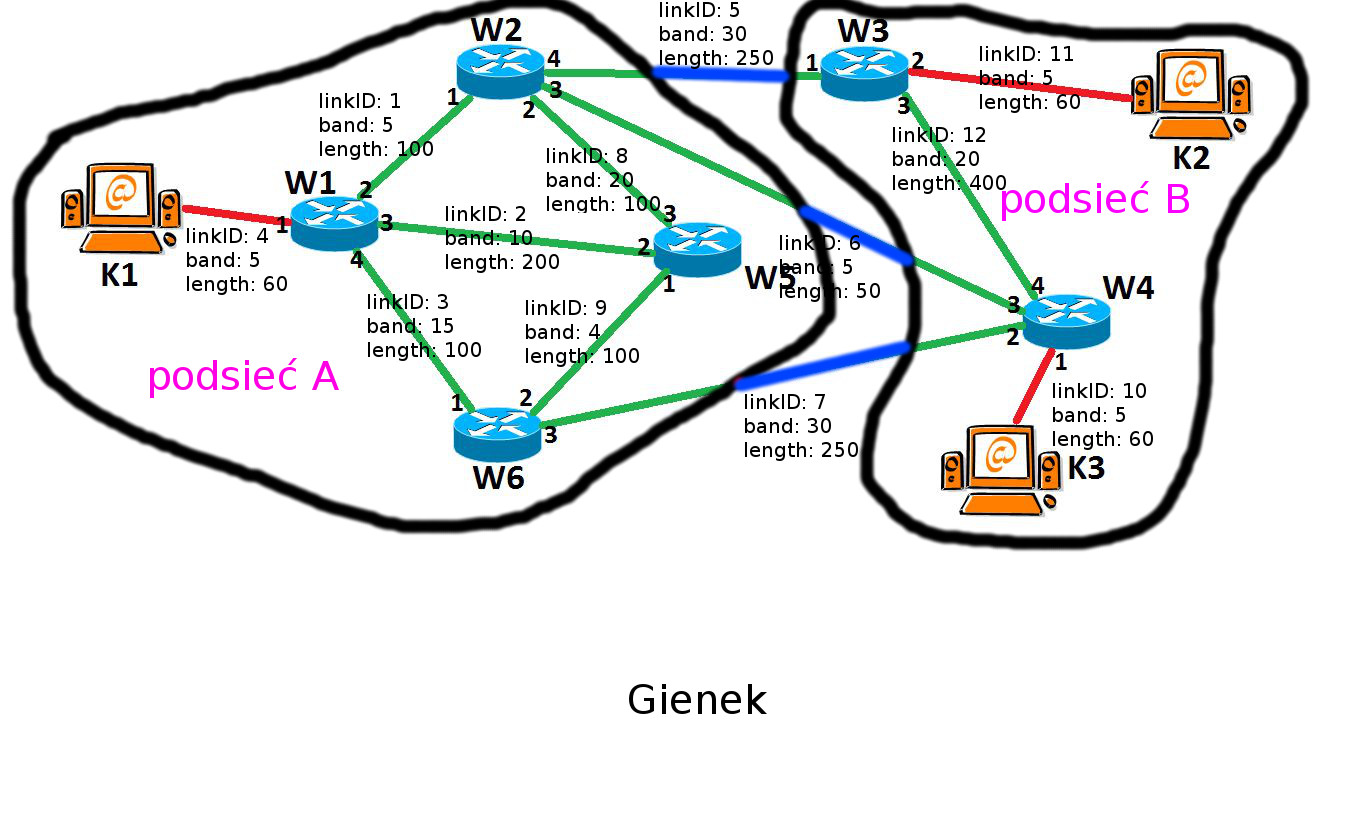 linkID: 5
band: 30
length: 250
W2
4
3
2
1
W3
1
2
3
linkID: 11
band: 5
length: 60
K2
linkID: 1
band: 5
length: 100
linkID: 12
band: 20
length: 400
podsieć B
linkID: 8
band: 20
length: 100
W1
1
2
3
4
K1
linkID: 4
band: 5
length: 60
linkID: 2
band: 10
length: 200
3
2
1
W5
linkID: 6
band: 5
length: 50
W4
4
3
2
1
linkID: 3
band: 15
length: 100
linkID: 9
band: 4
length: 100
podsieć A
1
2
3
W6
linkID: 7
band: 30
length: 250
linkID: 10
band: 5
length: 60
K3
Gienek